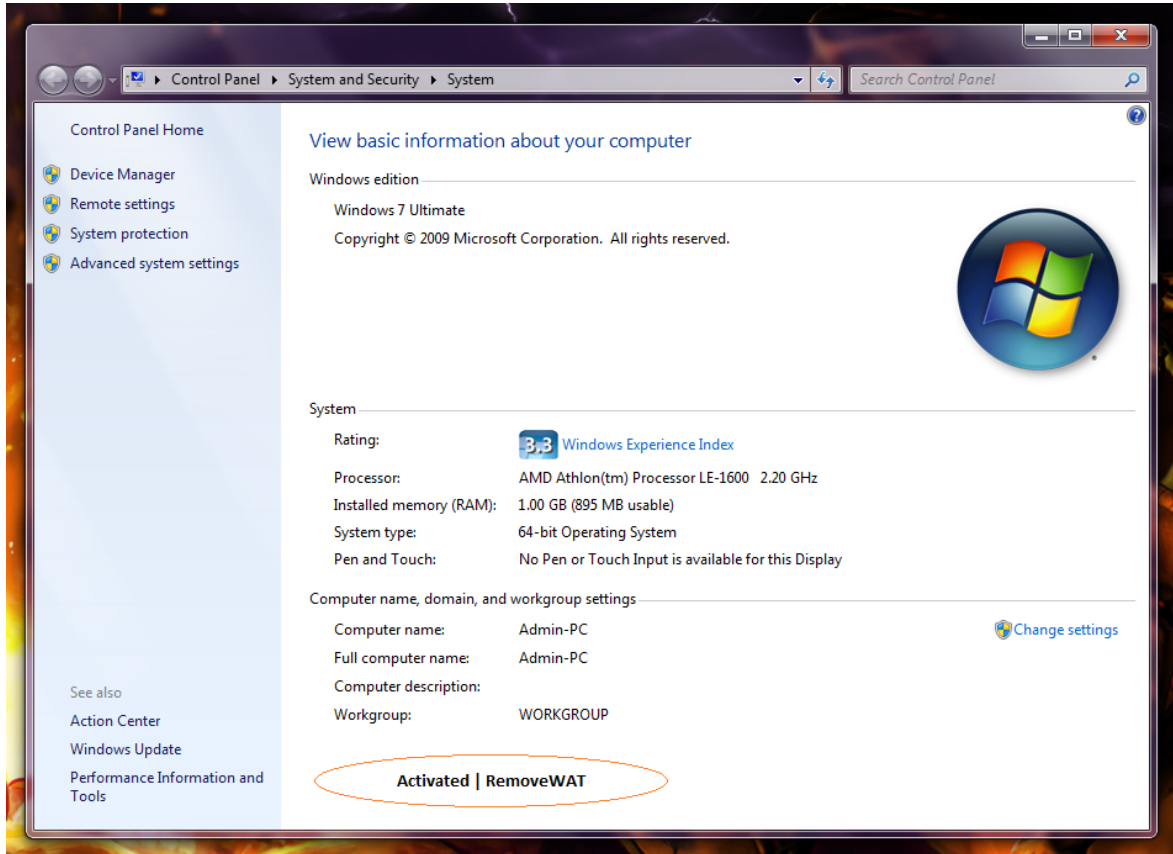 Control Panel System and Security System
Search Control Panel
Control Panel Home
Device Manager
Remote settings
System protection
Advanced system settings
See also
Action Center
Windows Update
Performance Information and
Tools
View basic information about your computer
Windows edition
Windows 7 Ultimate
Copyright © 2009 Microsoft Corporation. All rights reserved.
System
Rating: 3.3 Windows Experience Index
Processor: AMD Athlon(tm) Processor LE-1600 2.20 GHz
Installed memory (RAM): 1.00 GB (895 MB usable)
System type: 64-bit Operating System
Pen and Touch: No Pen or Touch Input is available for this Display
Computer name, domain, and workgroup settings
Computer name: Admin-PC Change settings
Full computer name: Admin-PC
Computer description:
Workgroup: WORKGROUP
Activated | RemoveWAT